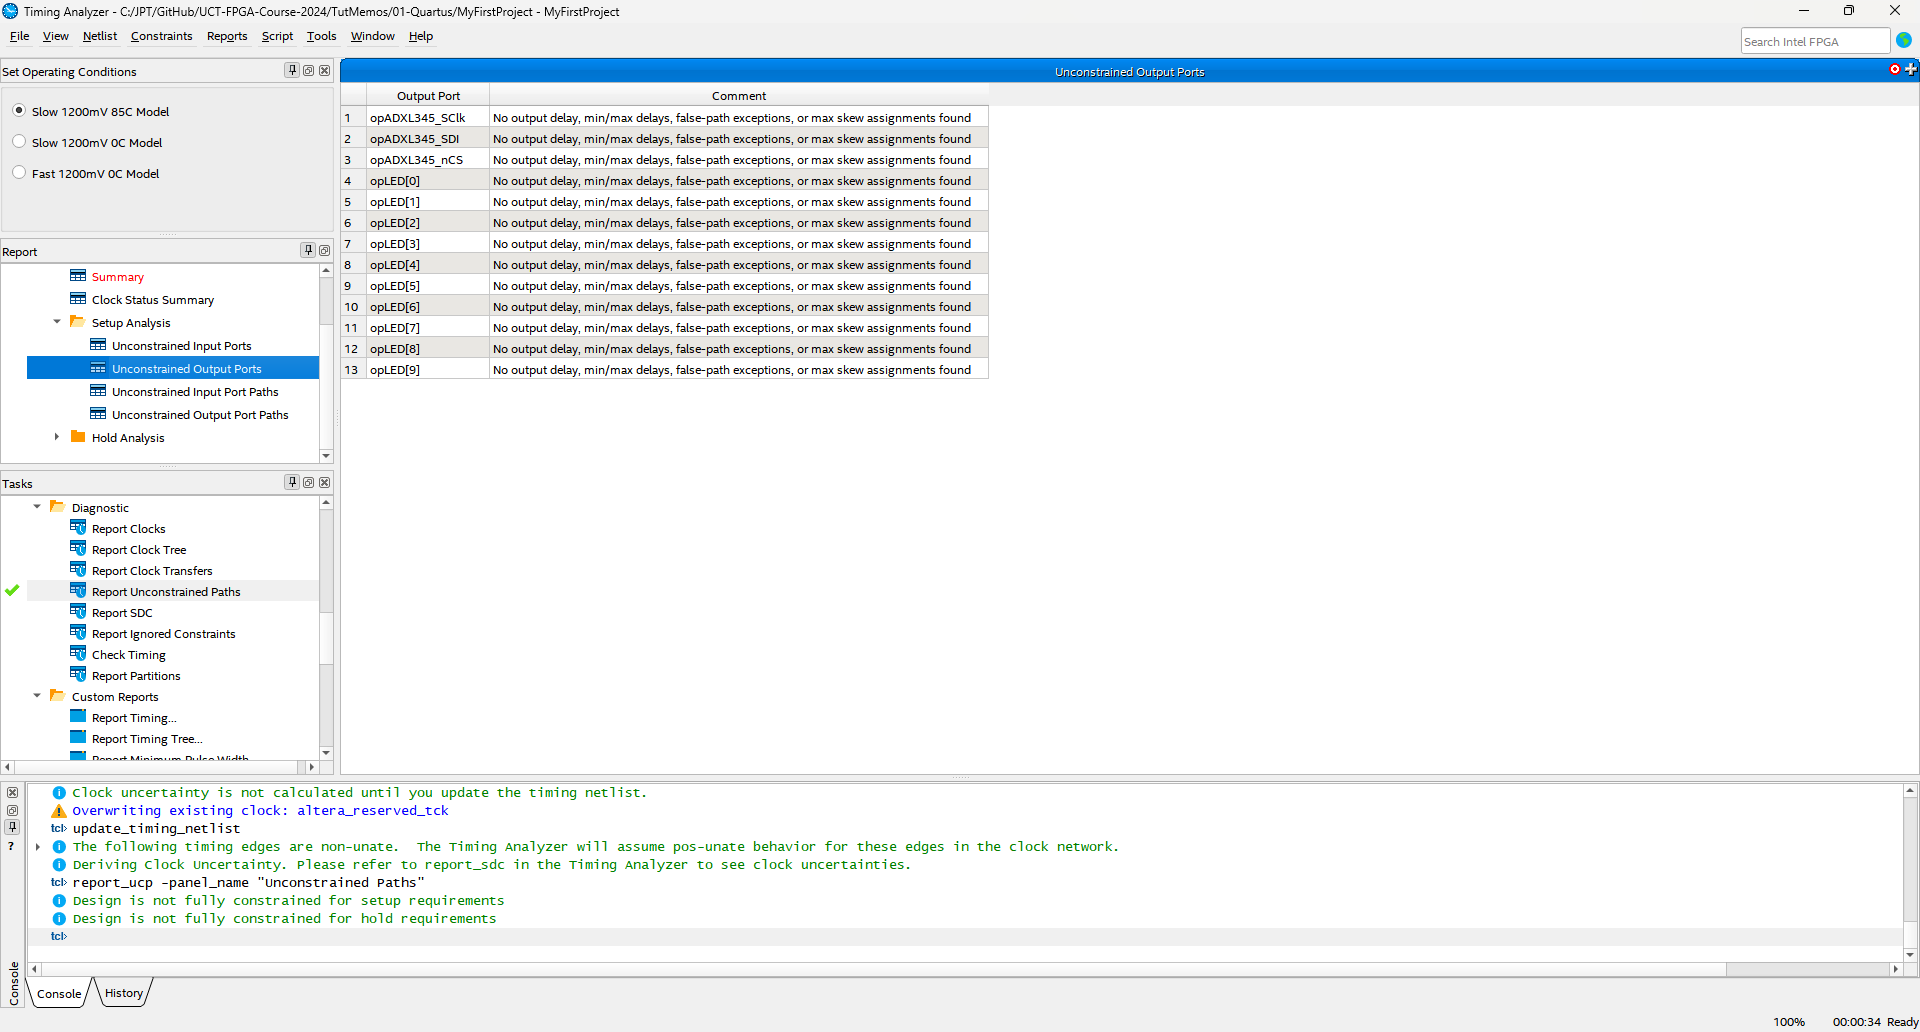 Timing Analyzer - C:/JPT/GitHub/UCT-FPGA-Course-2024/TutMemos/01-Quartus/MyFirstProject - MyFirstProject
File View Netlist Constraints Reports Script Tools Window Help
Search Intel FPGA
Set Operating Conditions
Slow 1200mV 85C Model
Slow 1200mV 0C Model
Fast 1200mV 0C Model
Report
Summary
Clock Status Summary
Setup Analysis
Unconstrained Input Ports
Unconstrained Output Ports
Unconstrained Input Port Paths
Unconstrained Output Port Paths
Hold Analysis
Tasks
Diagnostic
Report Clocks
Report Clock Tree
Report Clock Transfers
Report Unconstrained Paths
Report SDC
Report Ignored Constraints
Check Timing
Report Partitions
Custom Reports
Report Timing...
Report Timing Tree...
Report Minimum Pulse Width
Unconstrained Output Ports
Output Port Comment
1 opADXL345_SClk No output delay, min/max delays, false-path exceptions, or max skew assignments found
2 opADXL345_SDI No output delay, min/max delays, false-path exceptions, or max skew assignments found
3 opADXL345_nCS No output delay, min/max delays, false-path exceptions, or max skew assignments found
4 opLED[0] No output delay, min/max delays, false-path exceptions, or max skew assignments found
5 opLED[1] No output delay, min/max delays, false-path exceptions, or max skew assignments found
6 opLED[2] No output delay, min/max delays, false-path exceptions, or max skew assignments found
7 opLED[3] No output delay, min/max delays, false-path exceptions, or max skew assignments found
8 opLED[4] No output delay, min/max delays, false-path exceptions, or max skew assignments found
9 opLED[5] No output delay, min/max delays, false-path exceptions, or max skew assignments found
10 opLED[6] No output delay, min/max delays, false-path exceptions, or max skew assignments found
11 opLED[7] No output delay, min/max delays, false-path exceptions, or max skew assignments found
12 opLED[8] No output delay, min/max delays, false-path exceptions, or max skew assignments found
13 opLED[9] No output delay, min/max delays, false-path exceptions, or max skew assignments found
Clock uncertainty is not calculated until you update the timing netlist.
Overwriting existing clock: altera_reserved_tck
tcl> update_timing_netlist
The following timing edges are non-unate.  The Timing Analyzer will assume pos-unate behavior for these edges in the clock network.
Deriving Clock Uncertainty. Please refer to report_sdc in the Timing Analyzer to see clock uncertainties.
tcl> report_ucp -panel_name "Unconstrained Paths"
Design is not fully constrained for setup requirements
Design is not fully constrained for hold requirements
tcl>
Console
Console History
100% 00:00:34 Ready